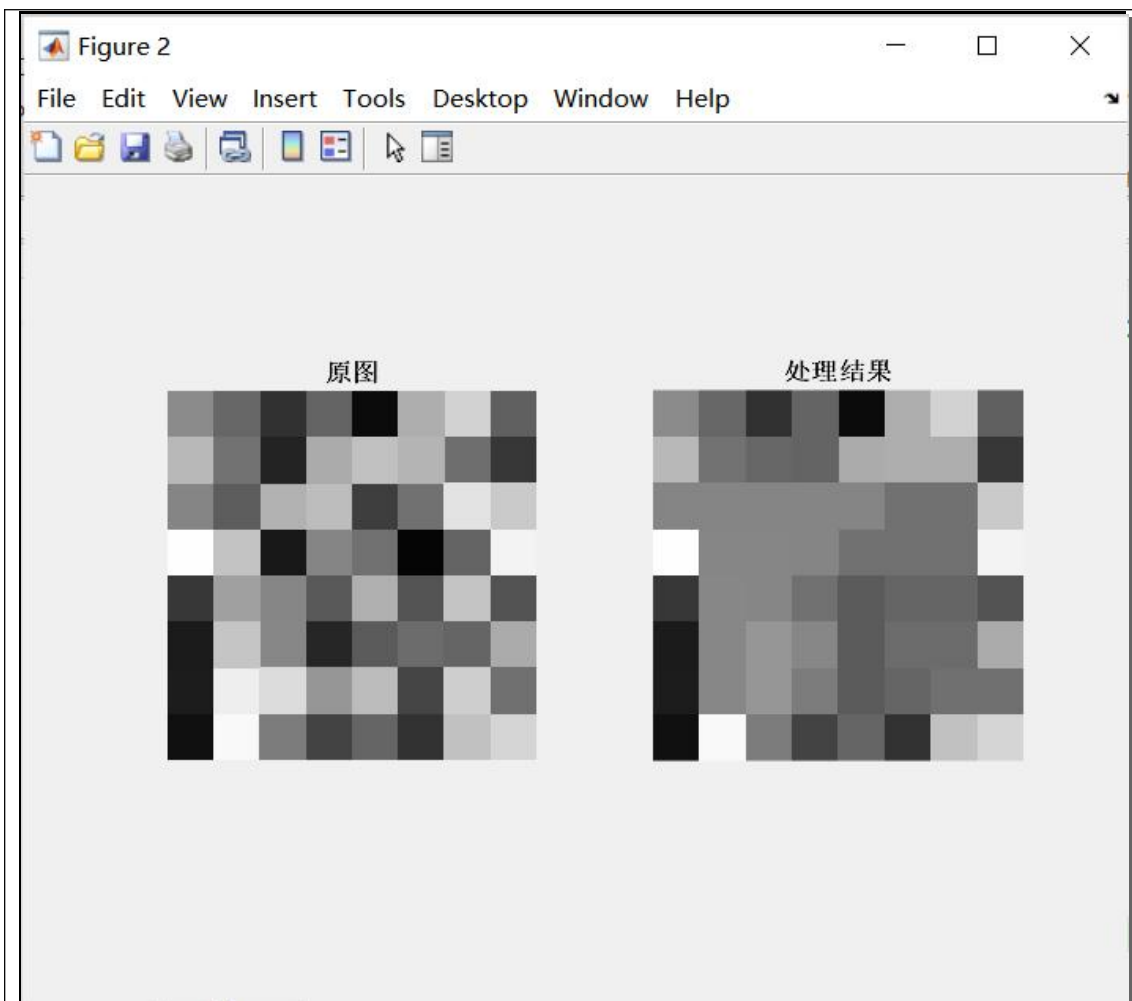 Figure 2
File Edit View Insert Tools Desktop Window Help
原图
处理结果